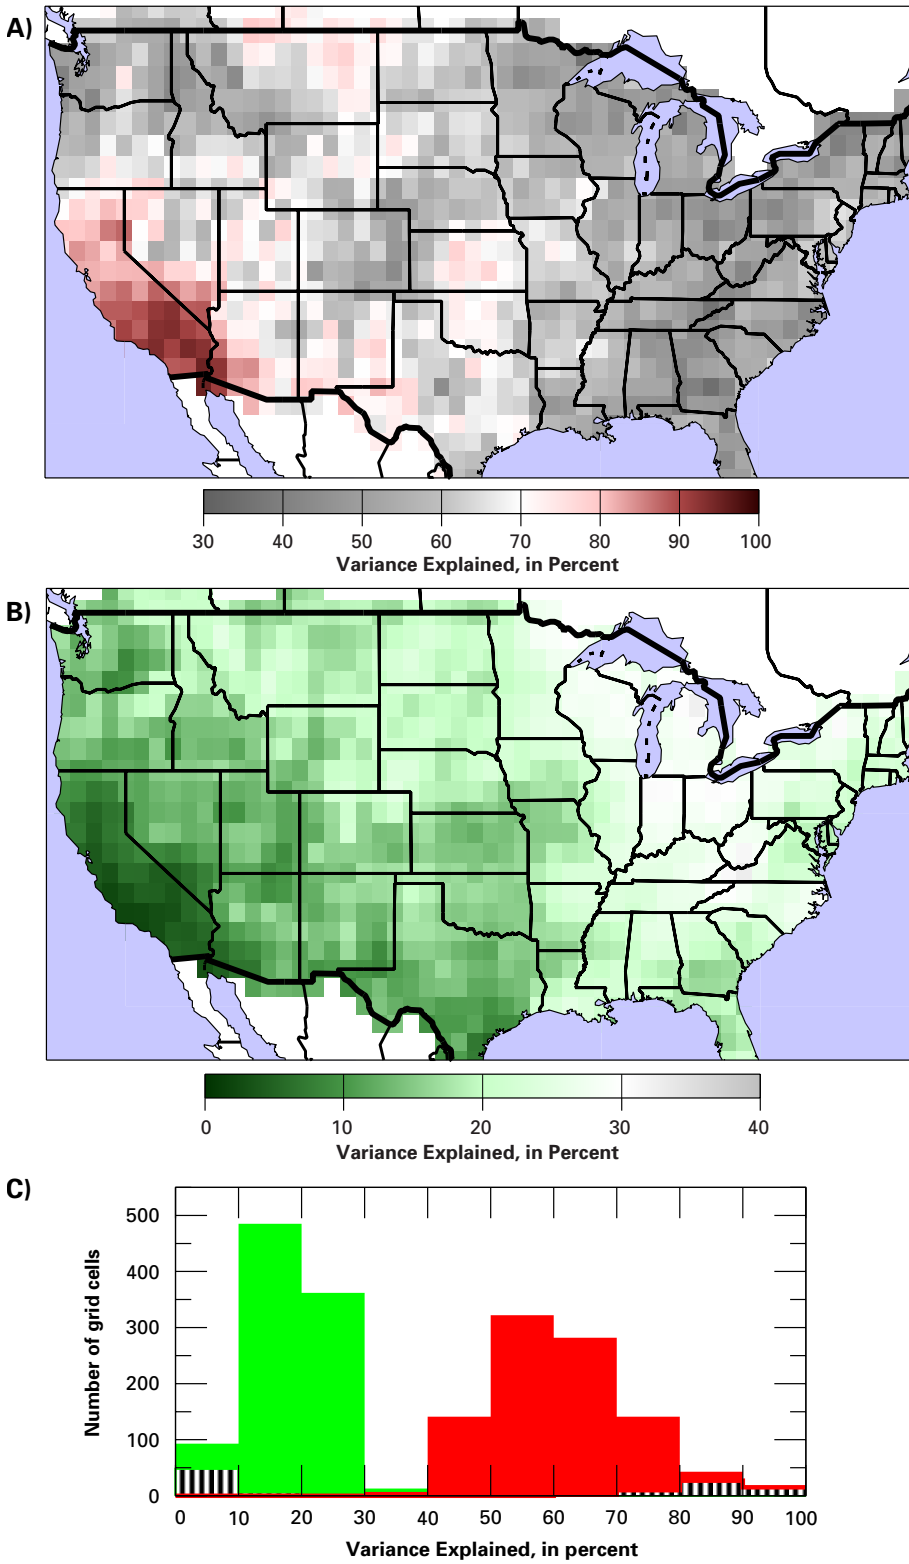 A)
30 40 50 60 70 80 90 100
Variance Explained, in Percent
B)
0 10 20 30 40
Variance Explained, in Percent
C)
500
400
300
200
100
0
Number of grid cells
0 10 20 30 40 50 60 70 80 90 100
Variance Explained, in percent